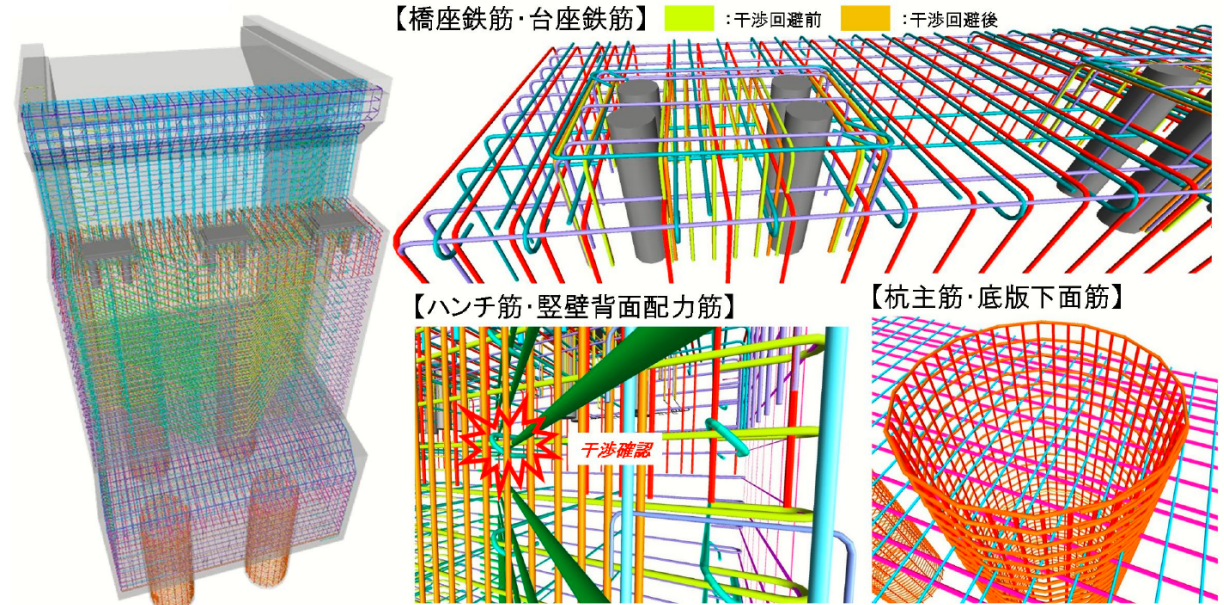 【橋座鉄筋・台座鉄筋】 :干渉回避前 :干渉回避後
【ハンチ筋・竪壁背面配力筋】
干渉確認
【杭主筋・底版下面筋】